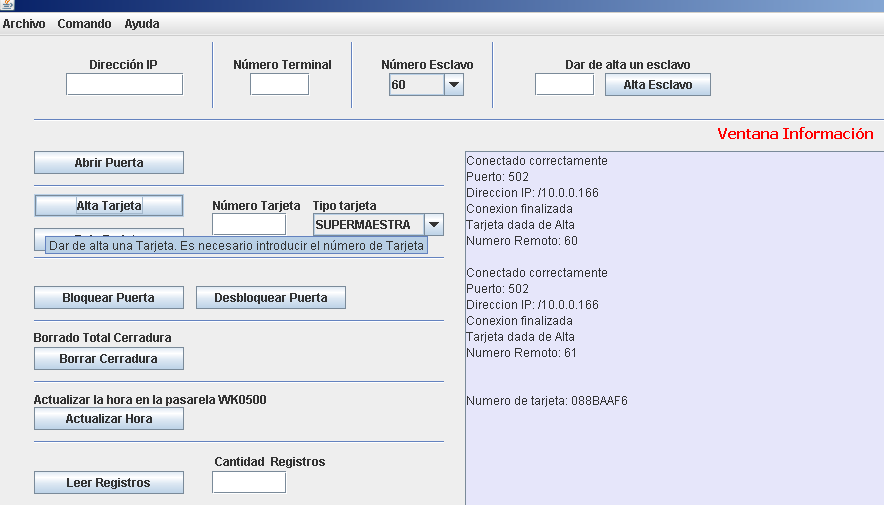 Archivo Comando Ayuda
Dirección IP
Número Terminal
Número Esclavo
60
Dar de alta un esclavo
Alta Esclavo
Ventana Información
Abrir Puerta
Alta Tarjeta
Número Tarjeta
Tipo tarjeta
SUPERMAESTRA
Dar de alta una Tarjeta. Es necesario introducir el número de Tarjeta
Bloquear Puerta
Desbloquear Puerta
Borrado Total Cerradura
Borrar Cerradura
Actualizar la hora en la pasarela WK0500
Actualizar Hora
Cantidad Registros
Leer Registros
Conectado correctamente
Puerto: 502
Direccion IP: /10.0.0.166
Conexion finalizada
Tarjeta dada de Alta
Numero Remoto: 60
Conectado correctamente
Puerto: 502
Direccion IP: /10.0.0.166
Conexion finalizada
Tarjeta dada de Alta
Numero Remoto: 61
Numero de tarjeta: 088BAAF6